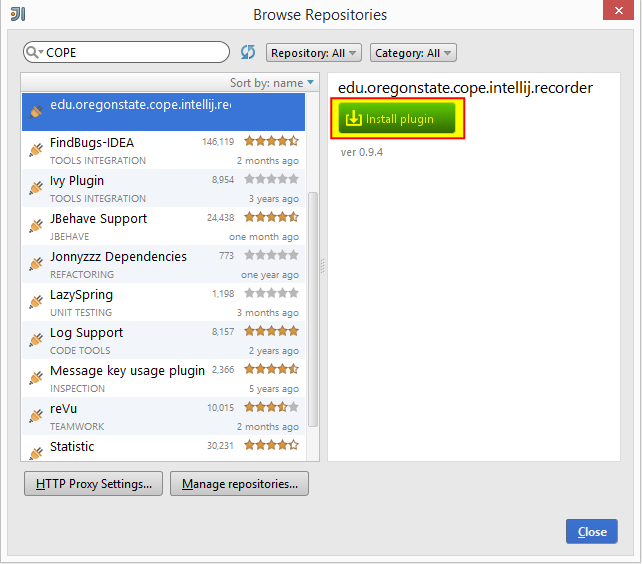 Browse Repositories
COPE
Repository: All
Category: All
Sort by: name
edu.oregonstate.cope.intellij.rec
FindBugs-IDEA 146,119
TOOLS INTEGRATION 2 months ago
Ivy Plugin 8,954
TOOLS INTEGRATION 3 years ago
JBehave Support 24,438
JBEHAVE one month ago
Jonnyzzz Dependencies 773
REFACTORING one year ago
LazySpring 1,198
UNIT TESTING 3 months ago
Log Support 8,157
CODE TOOLS 2 years ago
Message key usage plugin 2,366
INSPECTION 5 years ago
reVu 10,015
TEAMWORK 2 months ago
Statistic 30,231
edu.oregonstate.cope.intellij.recorder
Install plugin
ver 0.9.4
HTTP Proxy Settings...
Manage repositories...
Close